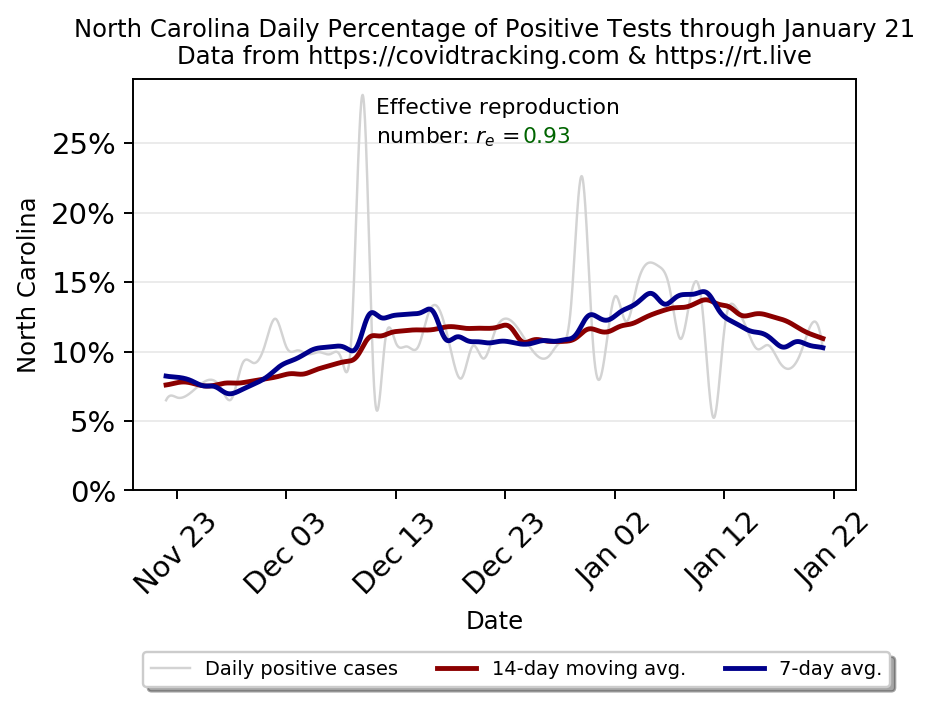 North Carolina Daily Percentage of Positive Tests through January 21
Data from https://covidtracking.com & https://rt.live
Effective reproduction
number: rₑ =0.93
25%
20%
15%
10%
5%
0%
North Carolina
Nov 23
Dec 03
Dec 13
Dec 23
Jan 02
Jan 12
Jan 22
Date
Daily positive cases
14-day moving avg.
7-day avg.